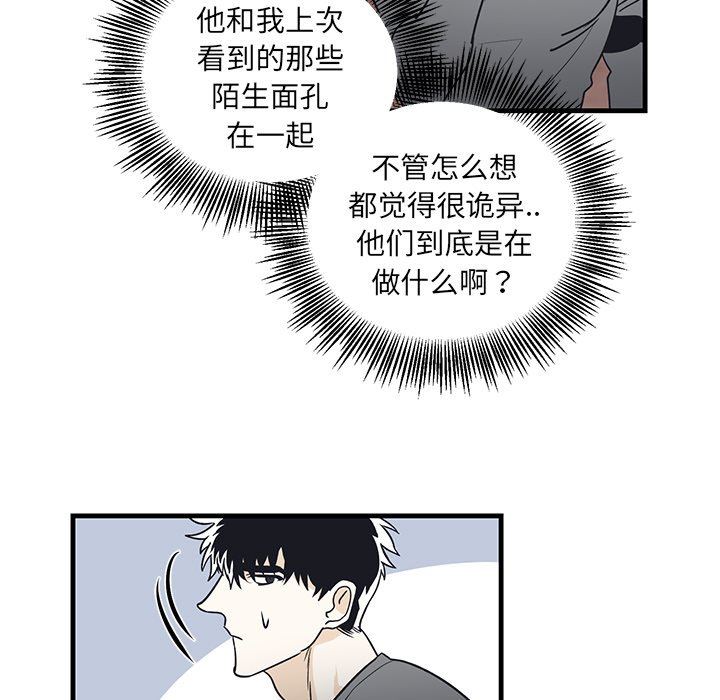 他和我上次
看到的那些
陌生面孔
在一起
不管怎么想
都觉得很诡异..
他们到底是在
做什么啊？